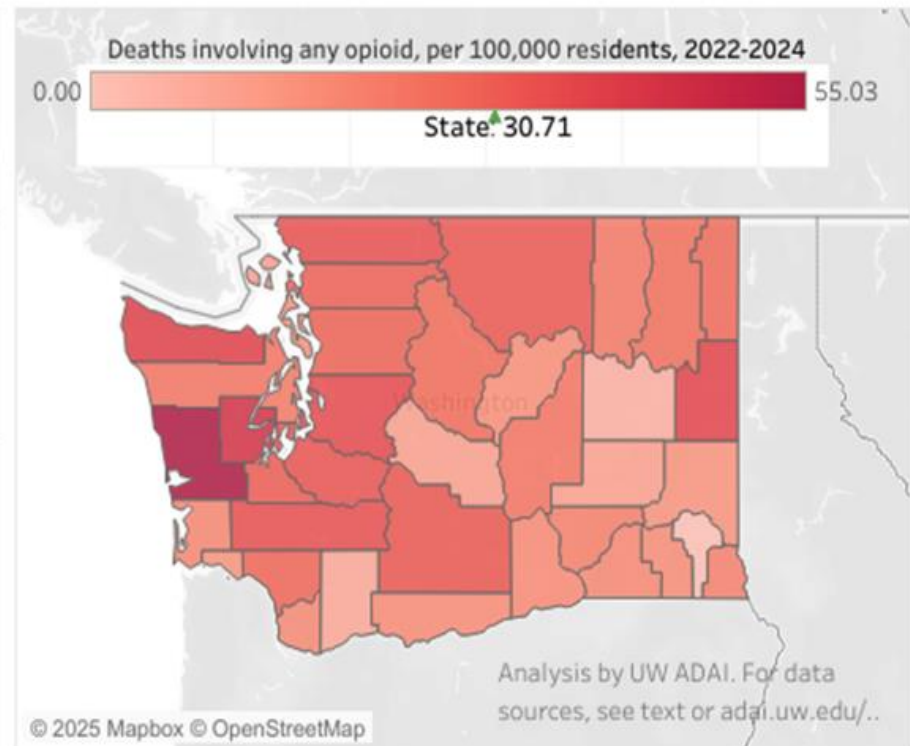 Deaths involving any opioid, per 100,000 residents, 2022-2024
0.00 55.03
State: 30.71
Washington
Analysis by UW ADAI. For data
sources, see text or adai.uw.edu/..
© 2025 Mapbox © OpenStreetMap